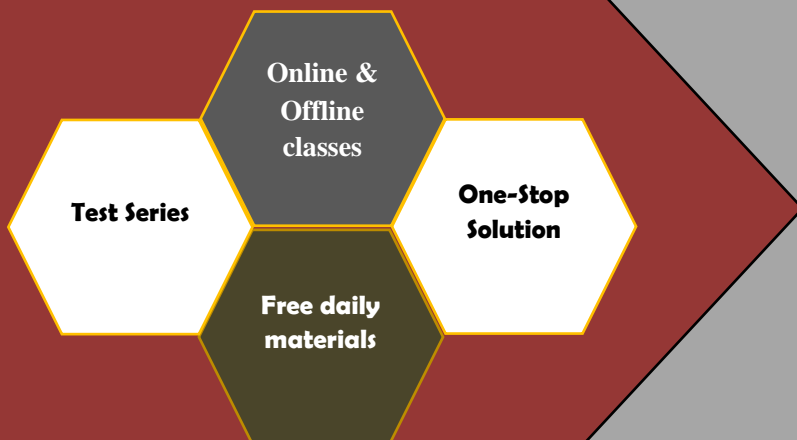 Online &
Offline
classes
Test Series
One-Stop
Solution
Free daily
materials